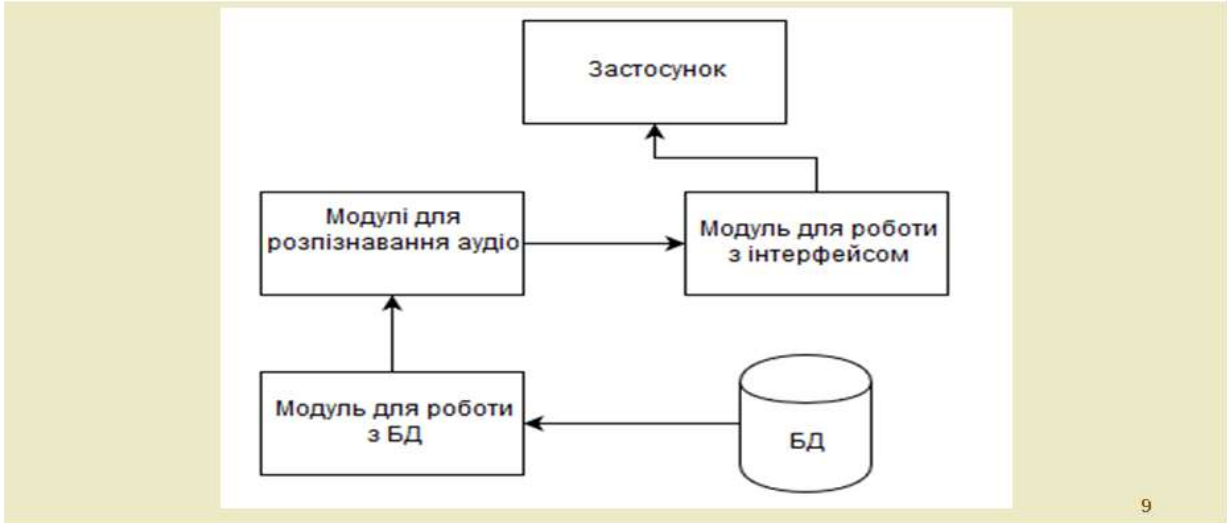 Застосунок
Модулі для
розпізнавання аудіо
Модуль для роботи
з інтерфейсом
Модуль для роботи
з БД
БД
9